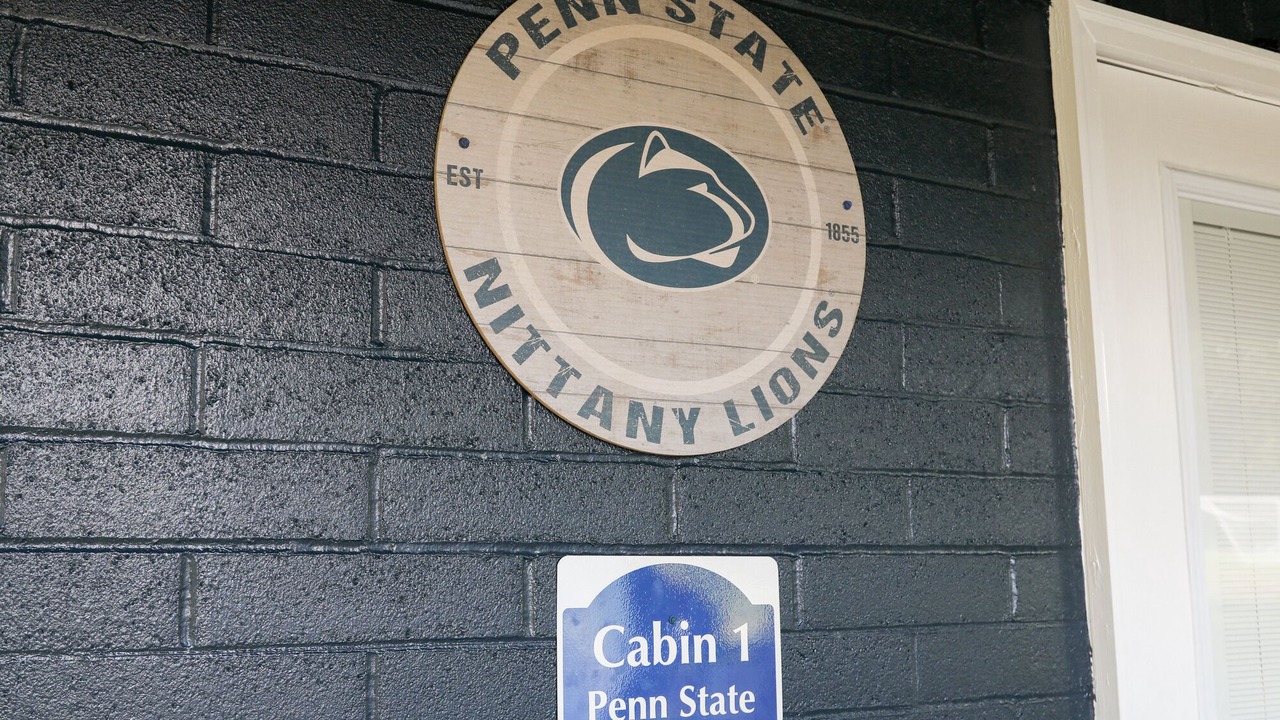 PENN STATE
EST
1855
NITTANY LIONS
Cabin 1
Penn State